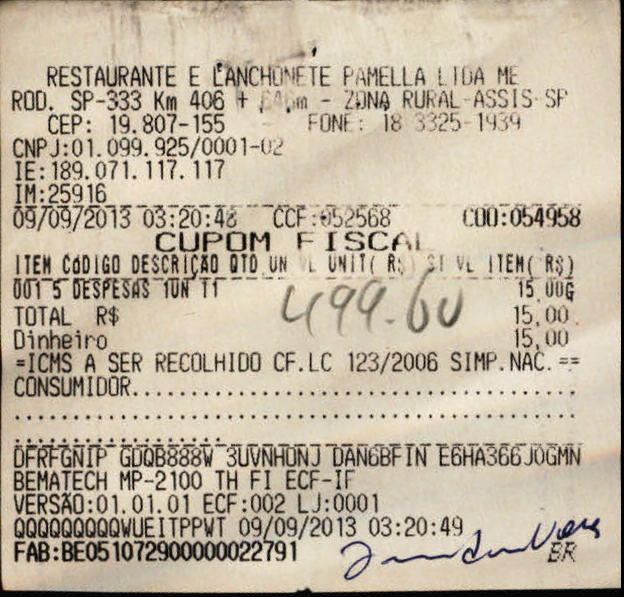 RESTAURANTE E LANCHONETE PAMELLA LTDA ME
ROD. SP-333 Km 406 + m - ZONA RURAL-ASSIS-SP
CEP: 19.807-155 FONE: 18 3325-1939
CNPJ:01.099.925/0001-02
IE:189.071.117.117
IM:25916
09/09/2013 03:20:48 CCF:052568 COO:054958
CUPOM FISCAL
ITEM CÓDIGO DESCRIÇÃO QTD UN VL UNIT( R$) ST VL ITEM( R$)
001 5 DESPESAS 1UN T1 15,00G
499.60
TOTAL R$ 15,00
Dinheiro 15,00
=ICMS A SER RECOLHIDO CF.LC 123/2006 SIMP.NAC.==
CONSUMIDOR
DFRFGNIP GDQB888W 3UVNHONJ DAN6BFIN E6HA366JOGMN
BEMATECH MP-2100 TH FI ECF-IF
VERSÃO:01.01.01 ECF:002 LJ:0001
QQQQQQQQQWUEITPPWT 09/09/2013 03:20:49
FAB:BE051072900000022791
BR